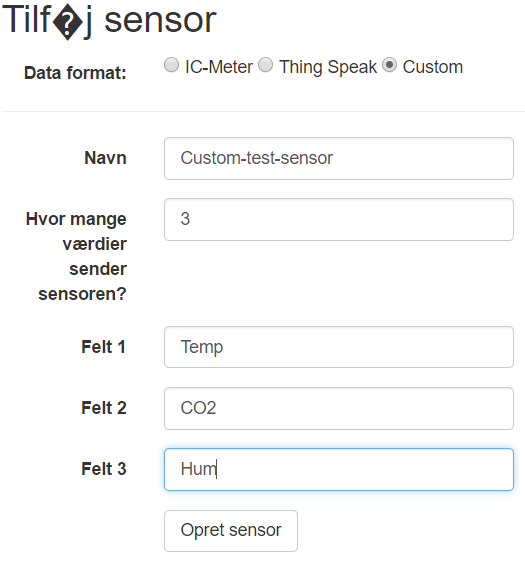 Tilf�j sensor
Data format: IC-Meter Thing Speak Custom
Navn Custom-test-sensor
Hvor mange 3
værdier
sender
sensoren?
Felt 1 Temp
Felt 2 CO2
Felt 3 Hum
Opret sensor